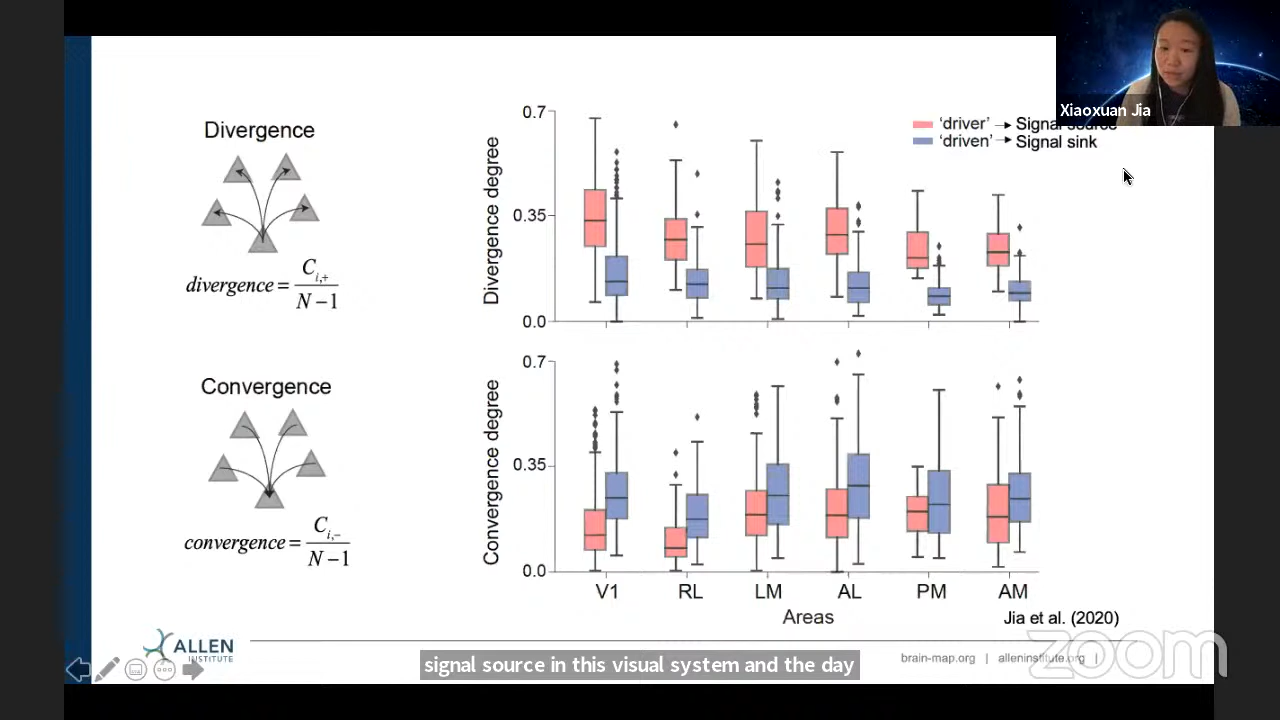 Xiaoxuan Jia
Divergence
divergence = C i,+ / N − 1
Convergence
convergence = C i,− / N − 1
0.7
0.35
0.0
Divergence degree
'driver' → Signal source
'driven' → Signal sink
0.7
0.35
0.0
Convergence degree
V1 RL LM AL PM AM
Areas
Jia et al. (2020)
ALLEN
INSTITUTE
signal source in this visual system and the day
brain-map.org | alleninstitute.org |
zoom